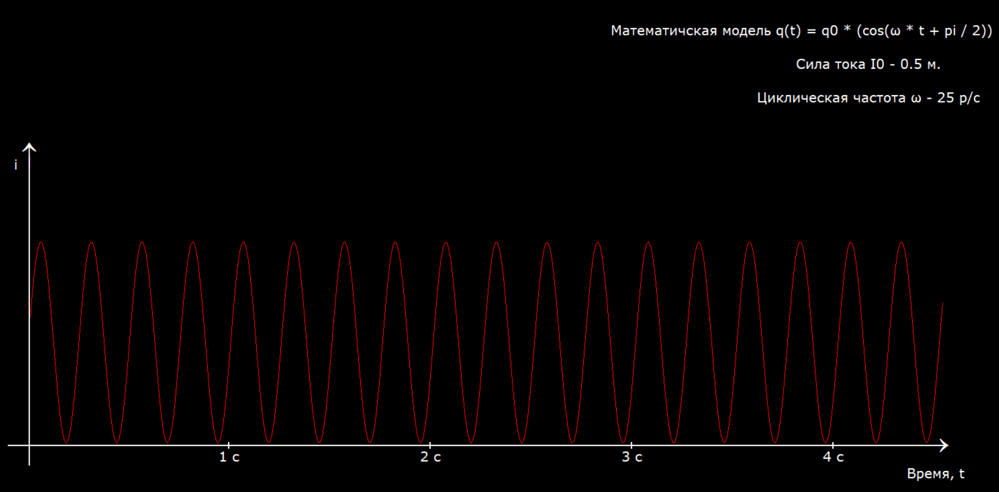 Математичская модель q(t) = q0 * (cos(ω * t + pi / 2))
Сила тока I0 - 0.5 м.
Циклическая частота ω - 25 р/с
i
1 с
2 с
3 с
4 с
Время, t